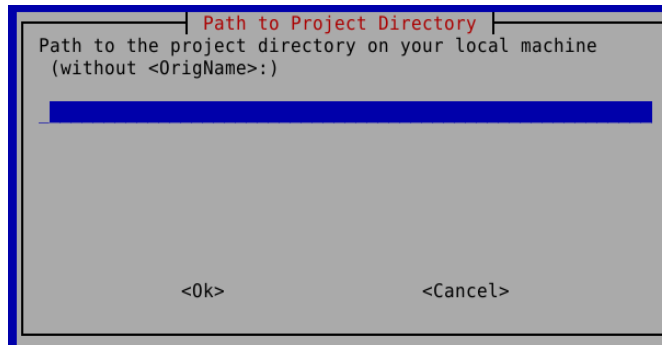 Path to Project Directory
Path to the project directory on your local machine
(without <OrigName>:)
<Ok> <Cancel>